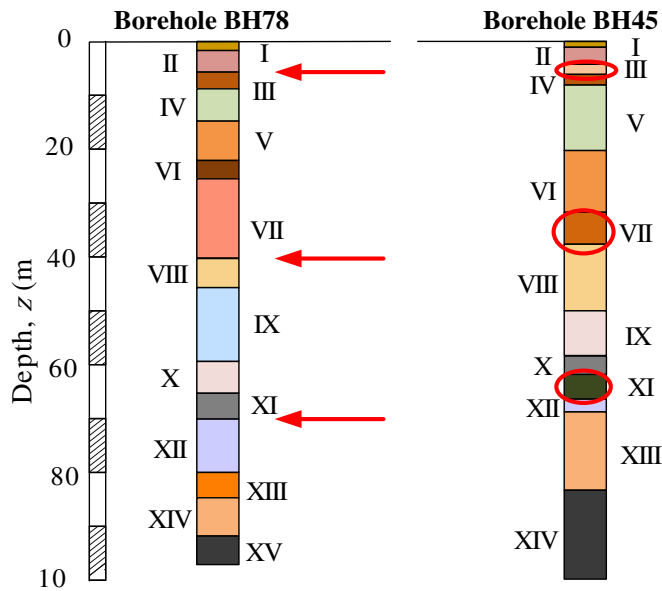 Borehole BH78
Borehole BH45
Depth, z (m
0
20
40
60
80
10
I
II
III
IV
V
VI
VII
VIII
IX
X
XI
XII
XIII
XIV
XV
I
II
III
IV
V
VI
VII
VIII
IX
X
XI
XII
XIII
XIV